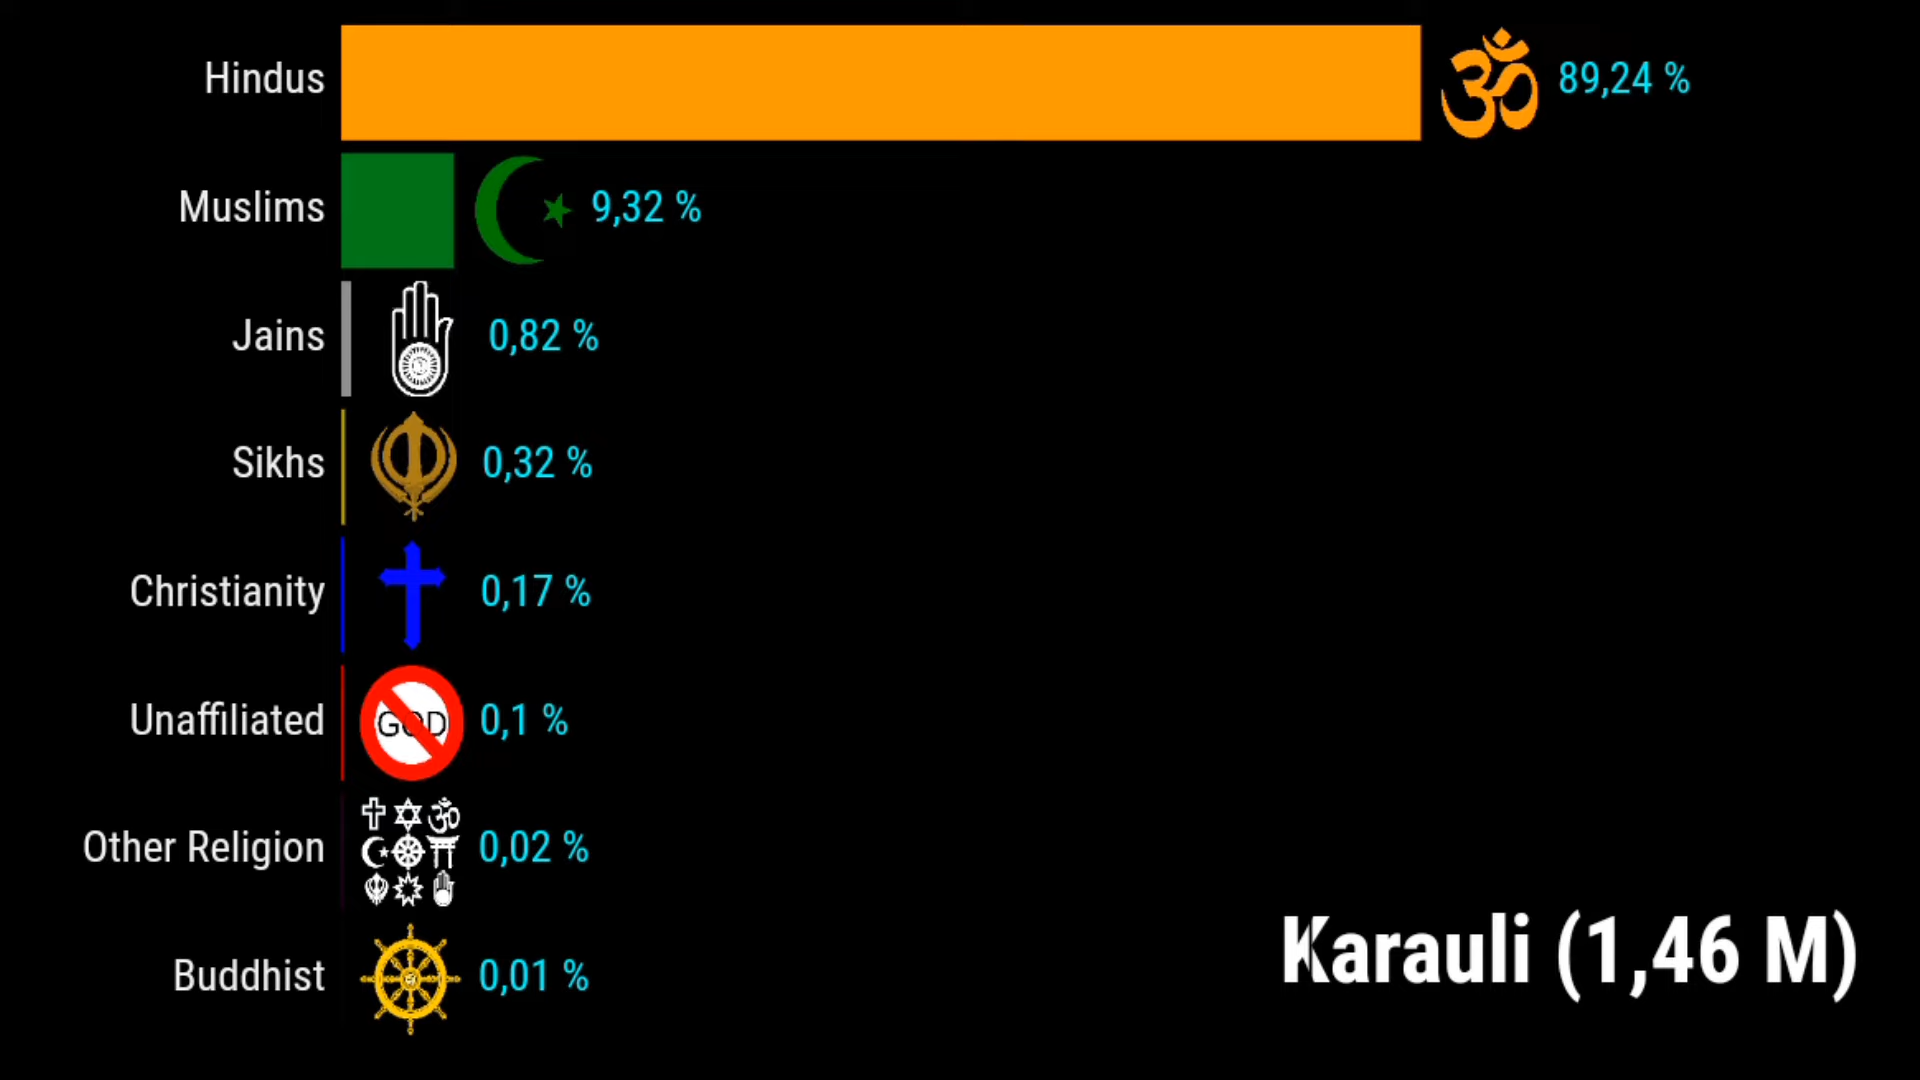 Hindus 89,24 %
Muslims 9,32 %
Jains 0,82 %
Sikhs 0,32 %
Christianity 0,17 %
Unaffiliated GOD 0,1 %
Other Religion 0,02 %
Buddhist 0,01 %
Karauli (1,46 M)